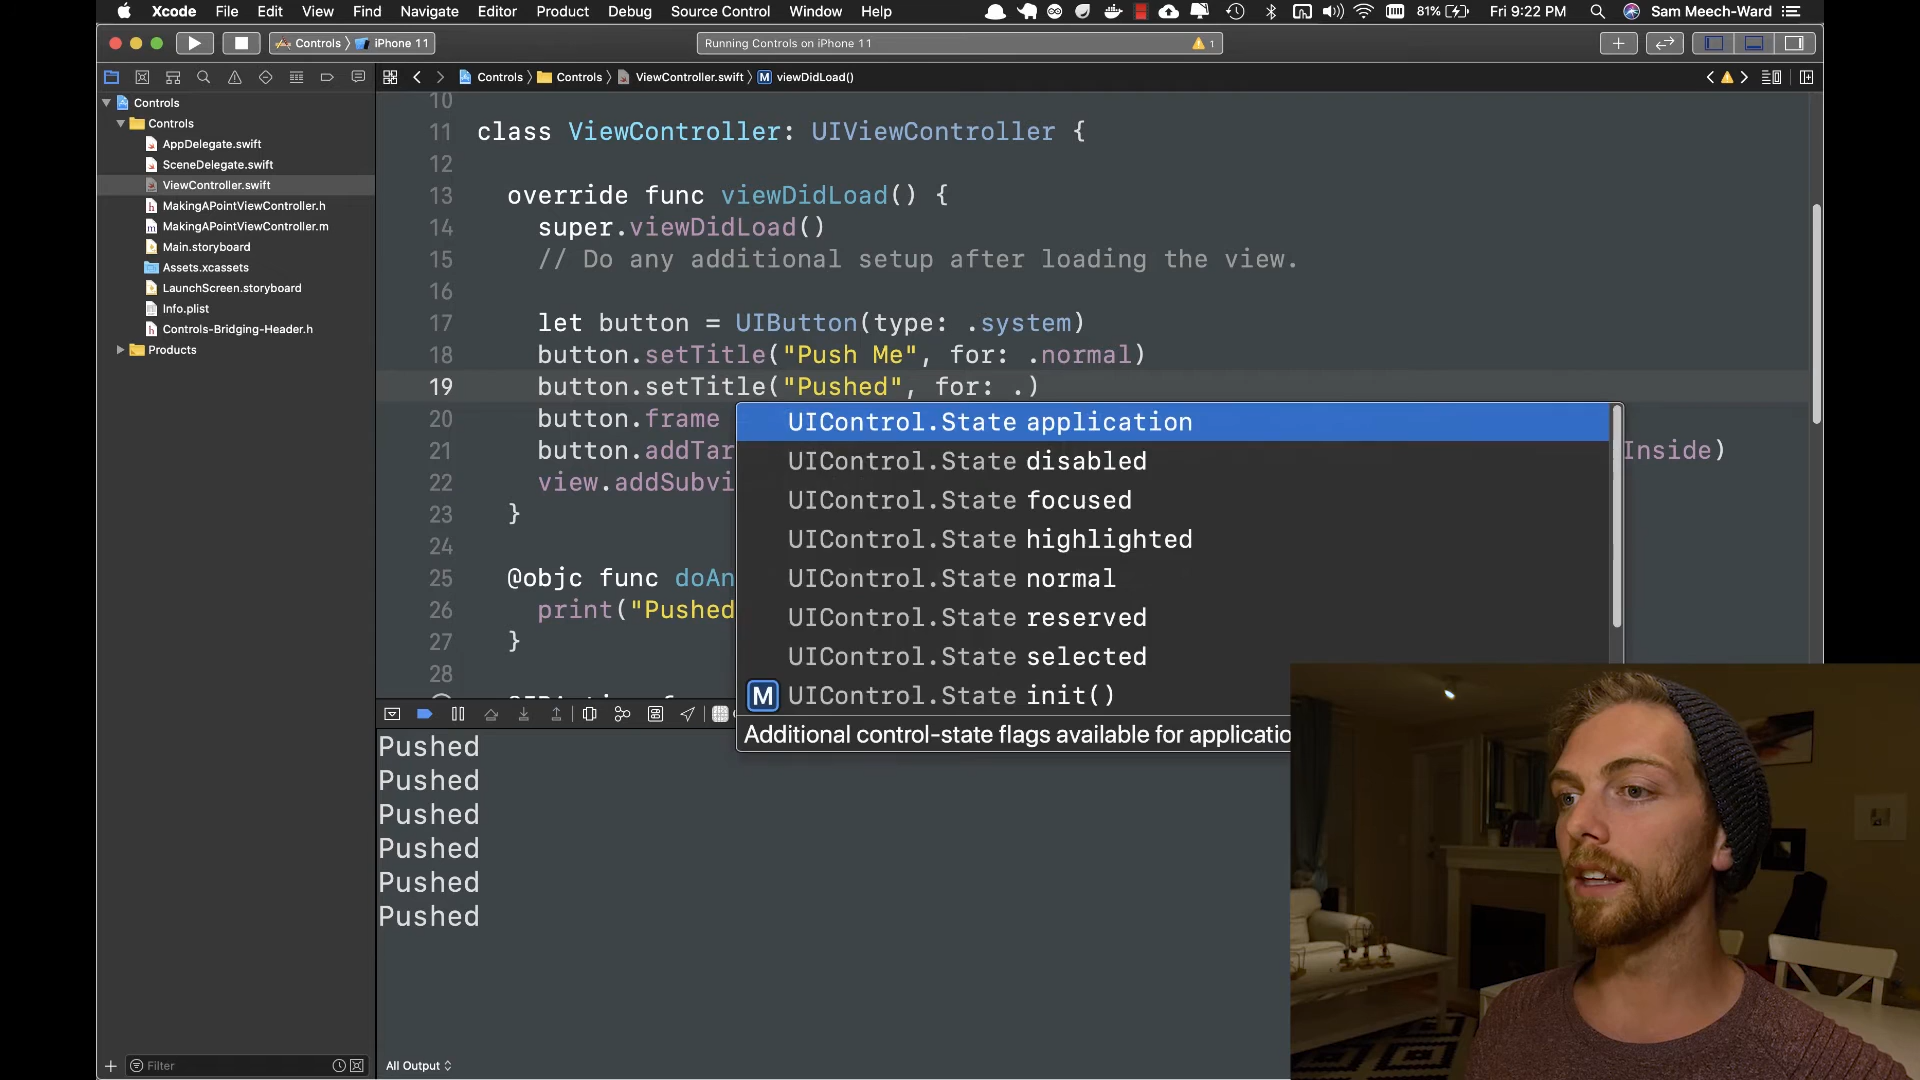 Xcode File Edit View Find Navigate Editor Product Debug Source Control Window Help 81% Fri 9:22 PM Sam Meech-Ward
Controls iPhone 11 Running Controls on iPhone 11 1
Controls Controls ViewController.swift M viewDidLoad()
Controls
Controls
AppDelegate.swift
SceneDelegate.swift
ViewController.swift
MakingAPointViewController.h
MakingAPointViewController.m
Main.storyboard
Assets.xcassets
LaunchScreen.storyboard
Info.plist
Controls-Bridging-Header.h
Products
Filter
10
11 class ViewController: UIViewController {
12
13 override func viewDidLoad() {
14 super.viewDidLoad()
15 // Do any additional setup after loading the view.
16
17 let button = UIButton(type: .system)
18 button.setTitle("Push Me", for: .normal)
19 button.setTitle("Pushed", for: .)
20 button.frame
21 button.addTar Inside)
22 view.addSubvi
23 }
24
25 @objc func doAn
26 print("Pushed
27 }
28
UIControl.State application
UIControl.State disabled
UIControl.State focused
UIControl.State highlighted
UIControl.State normal
UIControl.State reserved
UIControl.State selected
M UIControl.State init()
Additional control-state flags available for applicatio
Pushed
Pushed
Pushed
Pushed
Pushed
Pushed
All Output